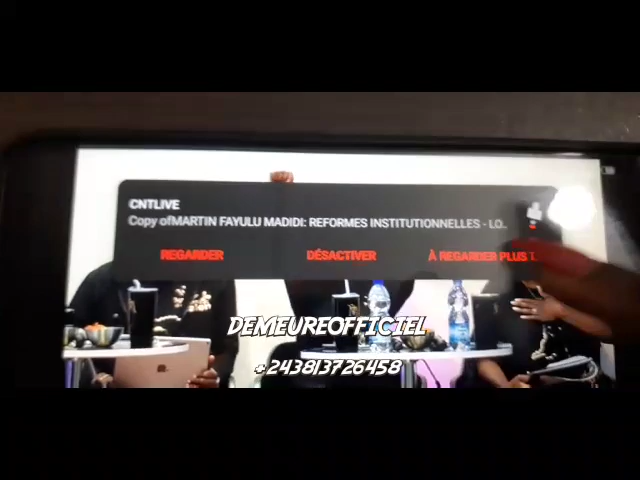 CNTLIVE
Copy ofMARTIN FAYULU MADIDI: REFORMES INSTITUTIONNELLES - LO..
REGARDER DÉSACTIVER À REGARDER PLUS T..
DEMEUREOFFICIEL
+243813726458